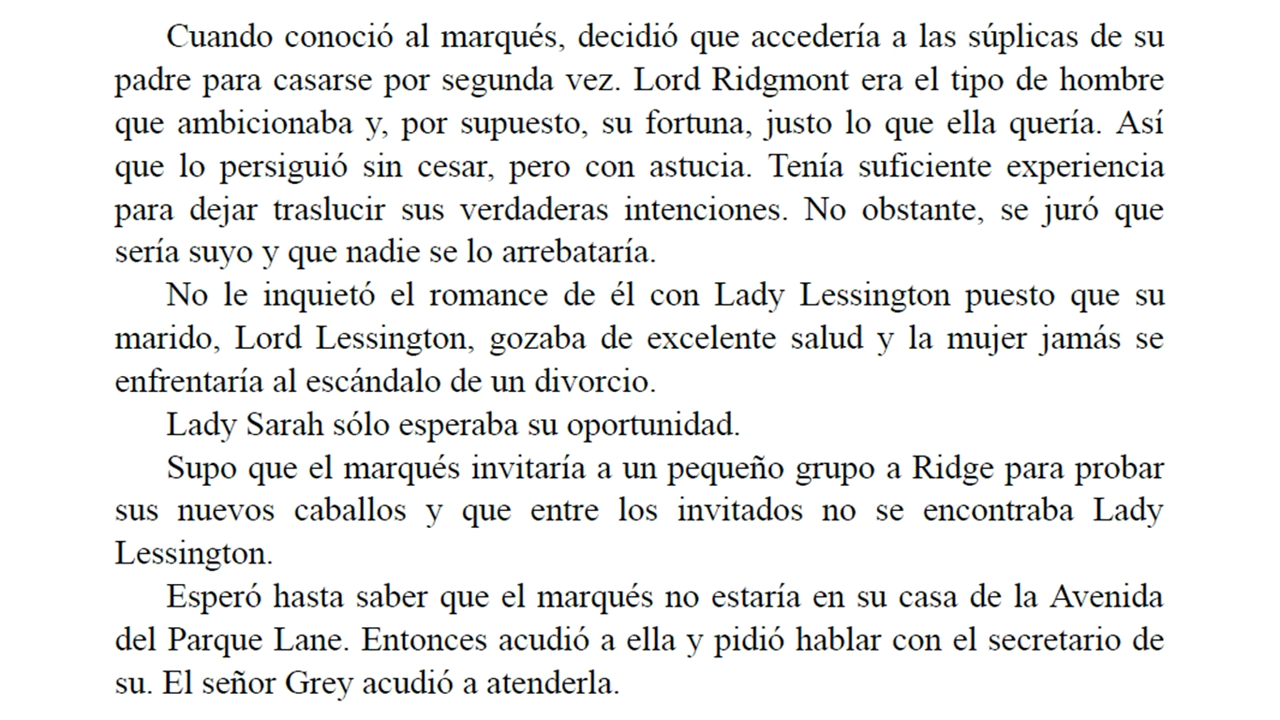 Cuando conoció al marqués, decidió que accedería a las súplicas de su
padre para casarse por segunda vez. Lord Ridgmont era el tipo de hombre
que ambicionaba y, por supuesto, su fortuna, justo lo que ella quería. Así
que lo persiguió sin cesar, pero con astucia. Tenía suficiente experiencia
para dejar traslucir sus verdaderas intenciones. No obstante, se juró que
sería suyo y que nadie se lo arrebataría.
No le inquietó el romance de él con Lady Lessington puesto que su
marido, Lord Lessington, gozaba de excelente salud y la mujer jamás se
enfrentaría al escándalo de un divorcio.
Lady Sarah sólo esperaba su oportunidad.
Supo que el marqués invitaría a un pequeño grupo a Ridge para probar
sus nuevos caballos y que entre los invitados no se encontraba Lady
Lessington.
Esperó hasta saber que el marqués no estaría en su casa de la Avenida
del Parque Lane. Entonces acudió a ella y pidió hablar con el secretario de
su. El señor Grey acudió a atenderla.